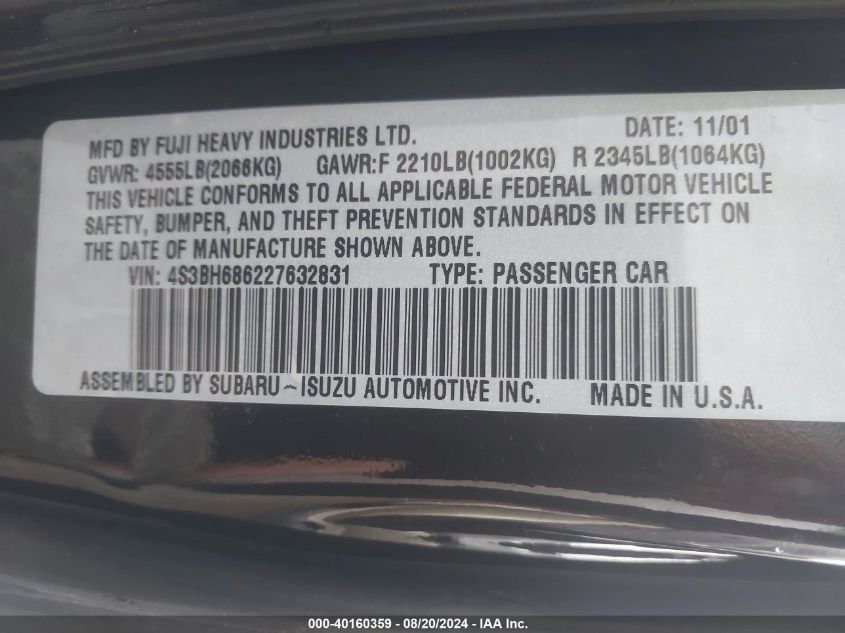 MFD BY FUJI HEAVY INDUSTRIES LTD. DATE: 11/01
GVWR: 4555LB(2066KG) GAWR:F 2210LB(1002KG) R 2345LB(1064KG)
THIS VEHICLE CONFORMS TO ALL APPLICABLE FEDERAL MOTOR VEHICLE
SAFETY, BUMPER, AND THEFT PREVENTION STANDARDS IN EFFECT ON
THE DATE OF MANUFACTURE SHOWN ABOVE.
VIN: 4S3BH686227632831 TYPE: PASSENGER CAR
ASSEMBLED BY SUBARU~ISUZU AUTOMOTIVE INC. MADE IN U.S.A.
000-40160359 - 08/20/2024 - IAA Inc.